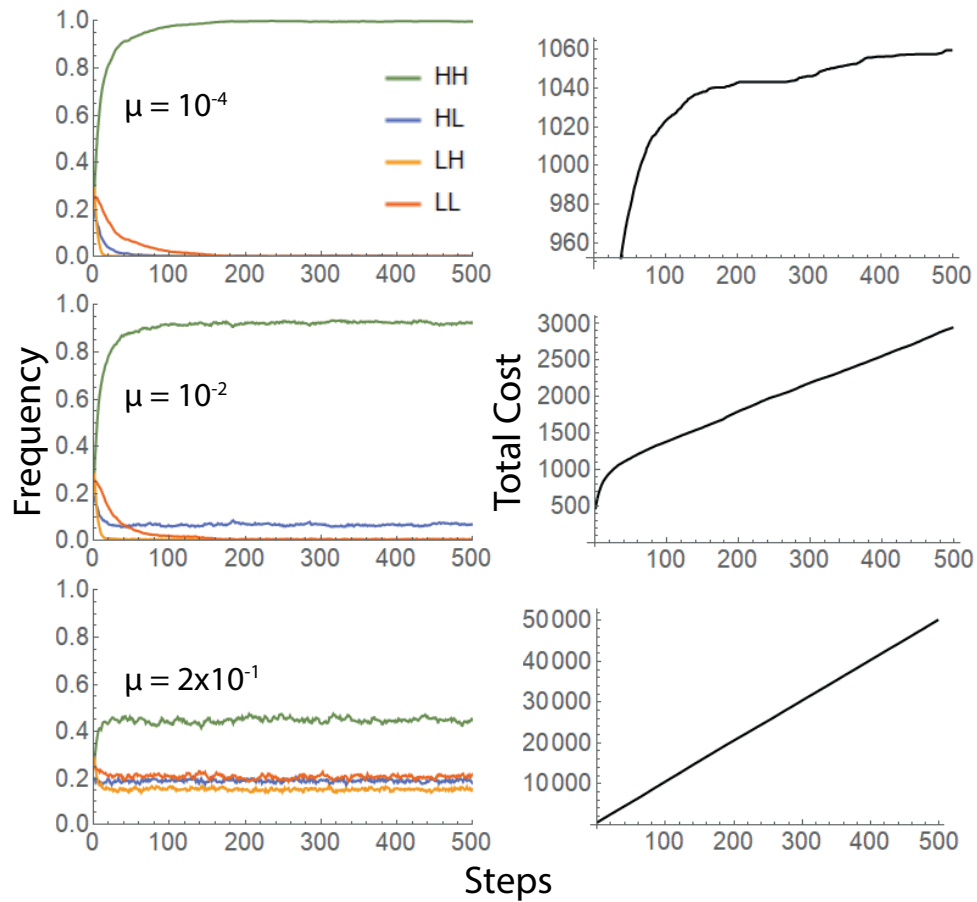 1.0
0.8
0.6
0.4
0.2
0.0
0 100 200 300 400 500
μ = 10⁻⁴
HH
HL
LH
LL
1060
1040
1020
1000
980
960
100 200 300 400 500
1.0
0.8
0.6
0.4
0.2
0.0
0 100 200 300 400 500
μ = 10⁻²
Frequency
3000
2500
2000
1500
1000
500
100 200 300 400 500
Total Cost
1.0
0.8
0.6
0.4
0.2
0.0
0 100 200 300 400 500
μ = 2x10⁻¹
50 000
40 000
30 000
20 000
10 000
100 200 300 400 500
Steps